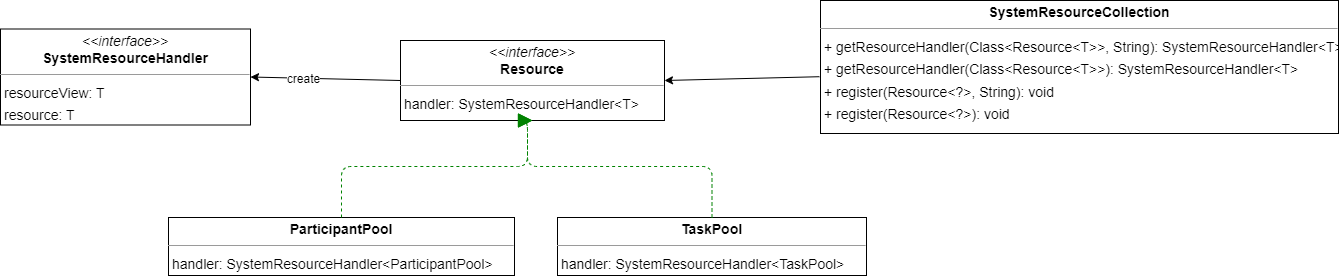 <<interface>>
SystemResourceHandler
resourceView: T
resource: T
create
<<interface>>
Resource
handler: SystemResourceHandler<T>
SystemResourceCollection
+ getResourceHandler(Class<Resource<T>>, String): SystemResourceHandler<T>
+ getResourceHandler(Class<Resource<T>>): SystemResourceHandler<T>
+ register(Resource<?>, String): void
+ register(Resource<?>): void
ParticipantPool
handler: SystemResourceHandler<ParticipantPool>
TaskPool
handler: SystemResourceHandler<TaskPool>